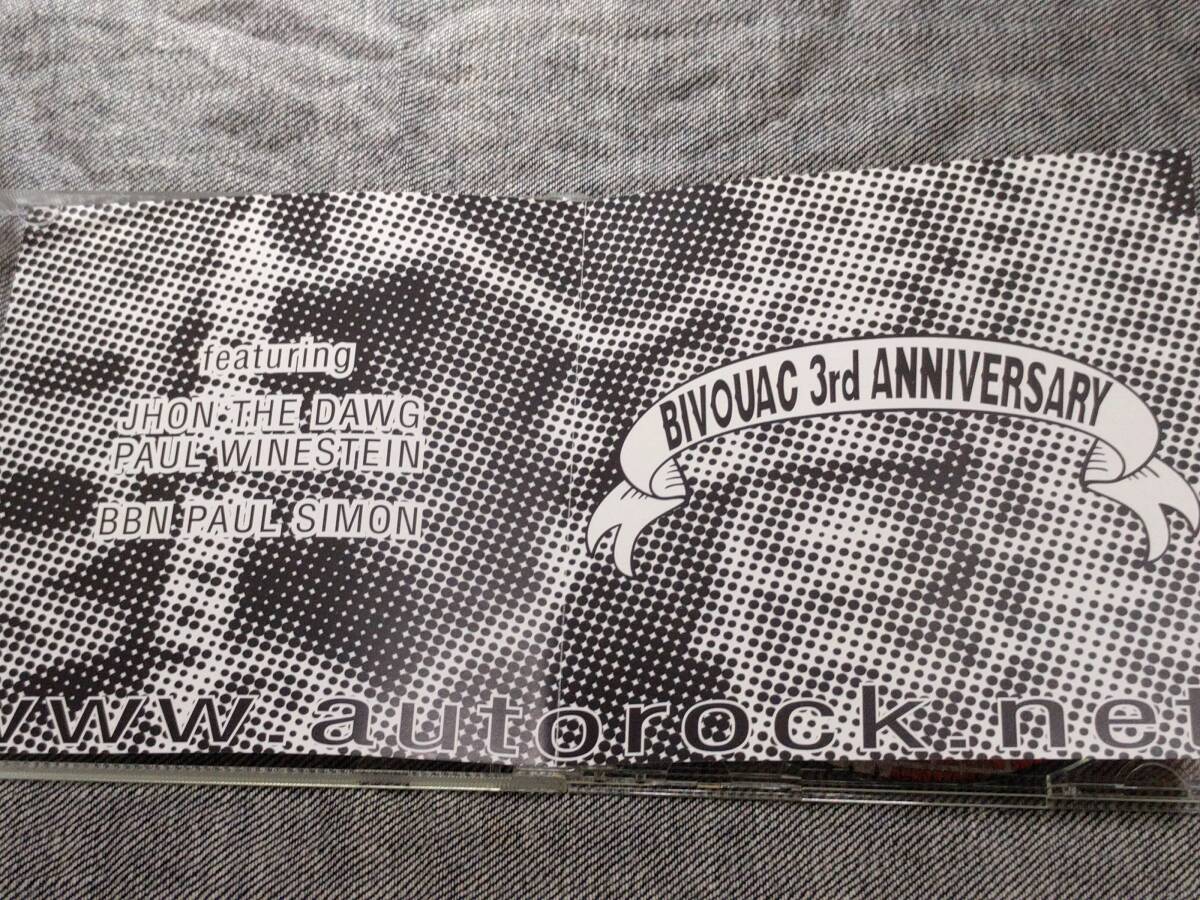 featuring
JHON THE DAWG
PAUL WINESTEIN
BBN PAUL SIMON
BIVOUAC 3rd ANNIVERSARY
www.autorock.net